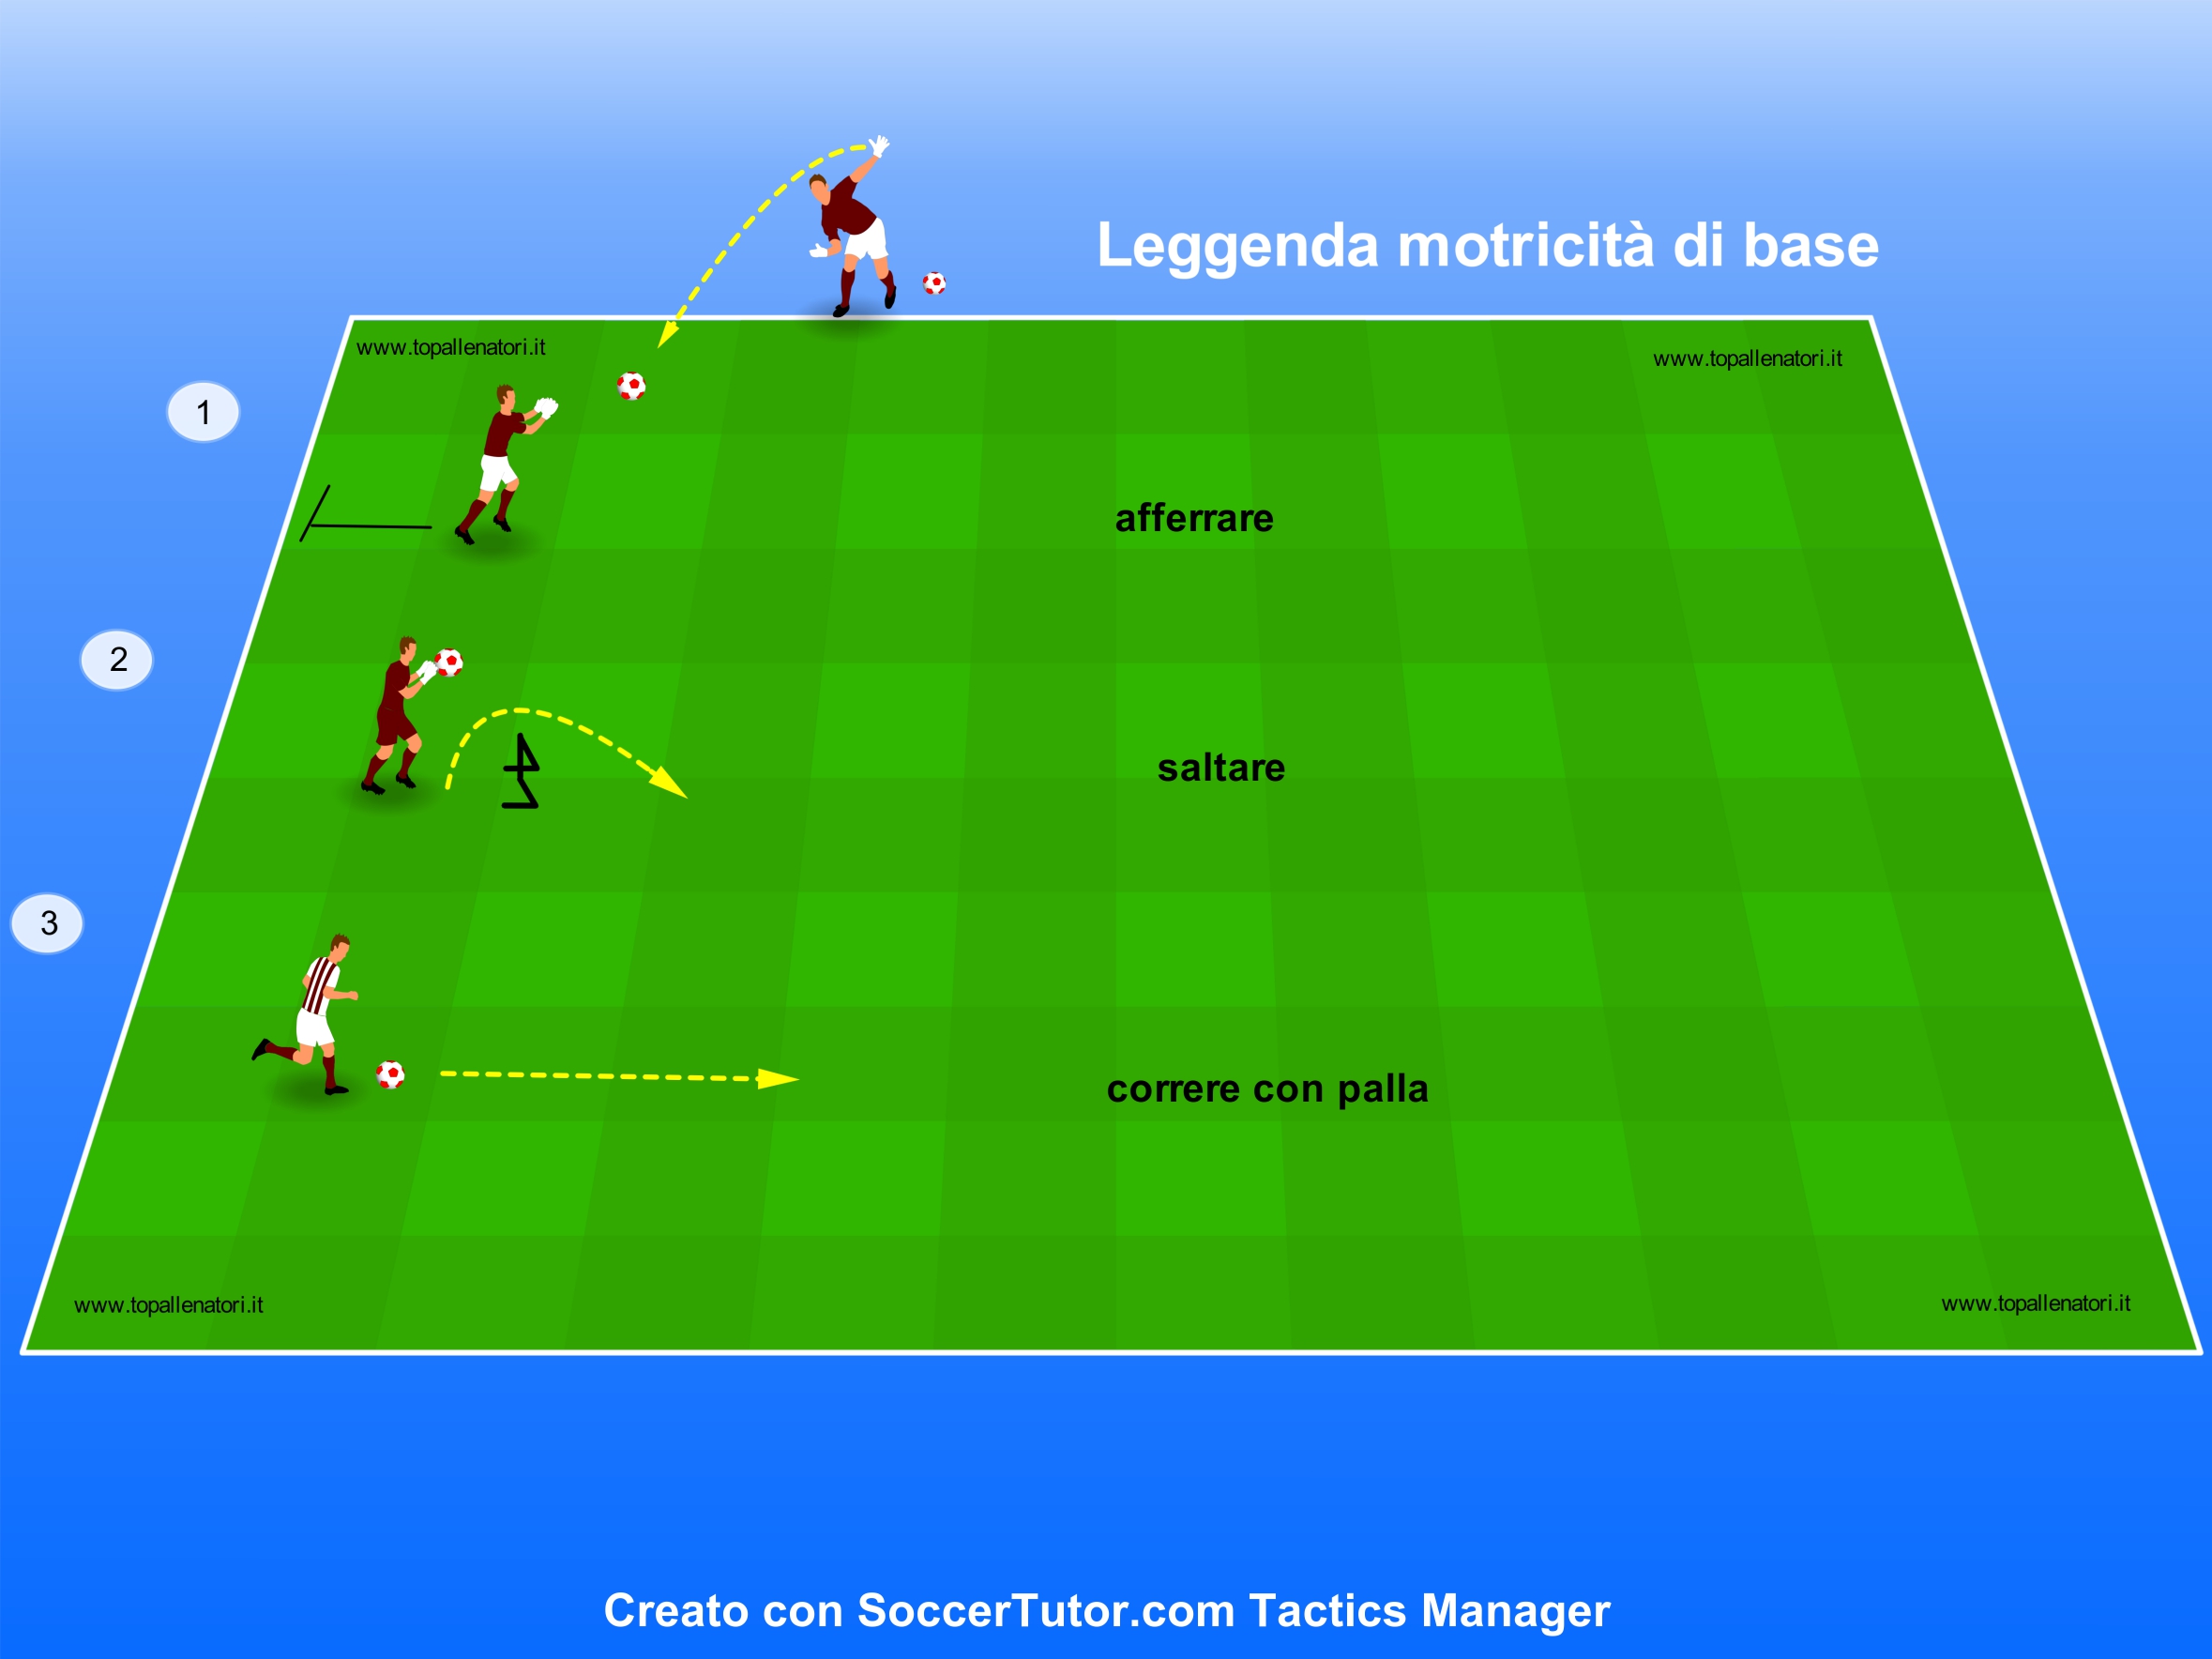 Leggenda motricità di base
www.topallenatori.it
www.topallenatori.it
1
afferrare
2
saltare
3
correre con palla
www.topallenatori.it
www.topallenatori.it
Creato con SoccerTutor.com Tactics Manager